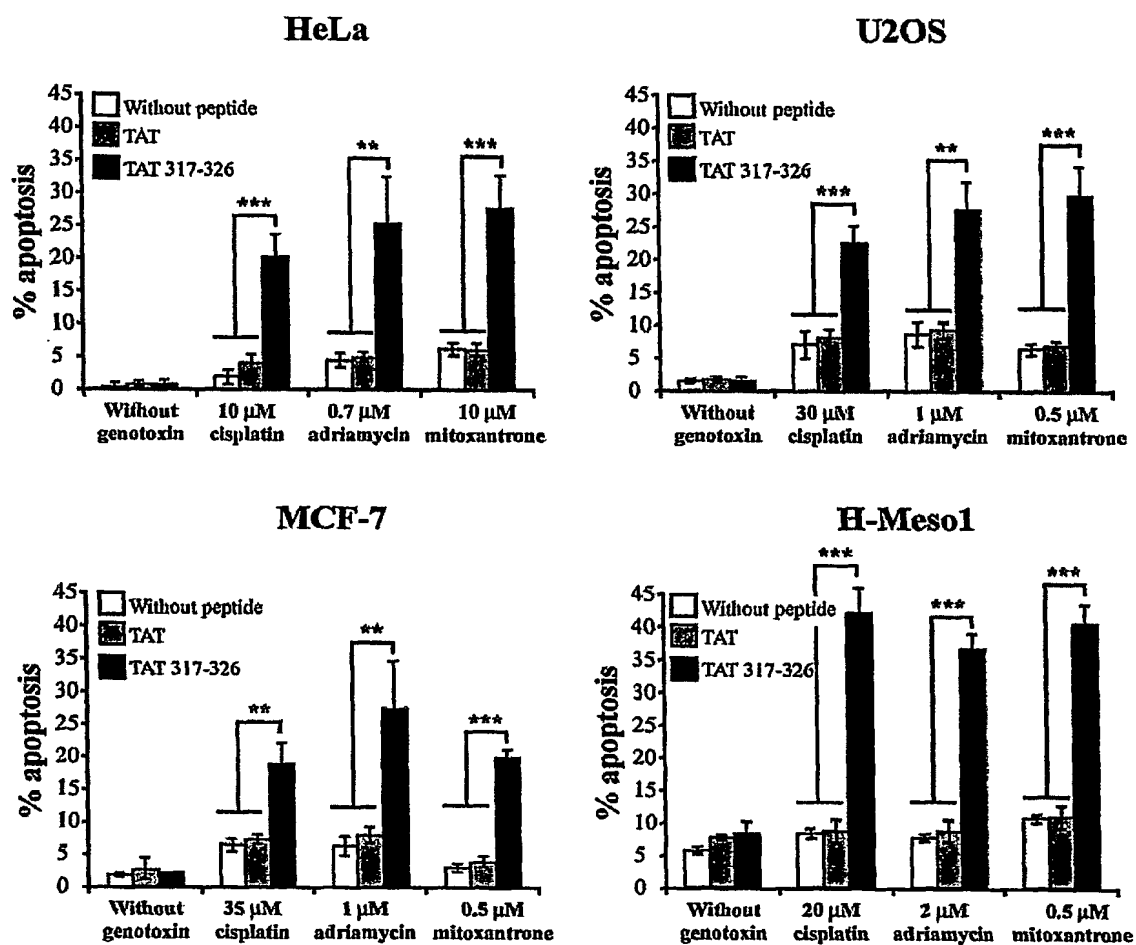 HeLa
45
40
35
30
25
20
15
10
5
0
% apoptosis
Without peptide
TAT
TAT 317-326
***
**
***
Without genotoxin
10 µM cisplatin
0.7 µM adriamycin
10 µM mitoxantrone
U2OS
45
40
35
30
25
20
15
10
5
0
% apoptosis
Without peptide
TAT
TAT 317-326
***
**
***
Without genotoxin
30 µM cisplatin
1 µM adriamycin
0.5 µM mitoxantrone
MCF-7
45
40
35
30
25
20
15
10
5
0
% apoptosis
Without peptide
TAT
TAT 317-326
**
**
***
Without genotoxin
35 µM cisplatin
1 µM adriamycin
0.5 µM mitoxantrone
H-Meso1
45
40
35
30
25
20
15
10
5
0
% apoptosis
Without peptide
TAT
TAT 317-326
***
***
***
Without genotoxin
20 µM cisplatin
2 µM adriamycin
0.5 µM mitoxantrone